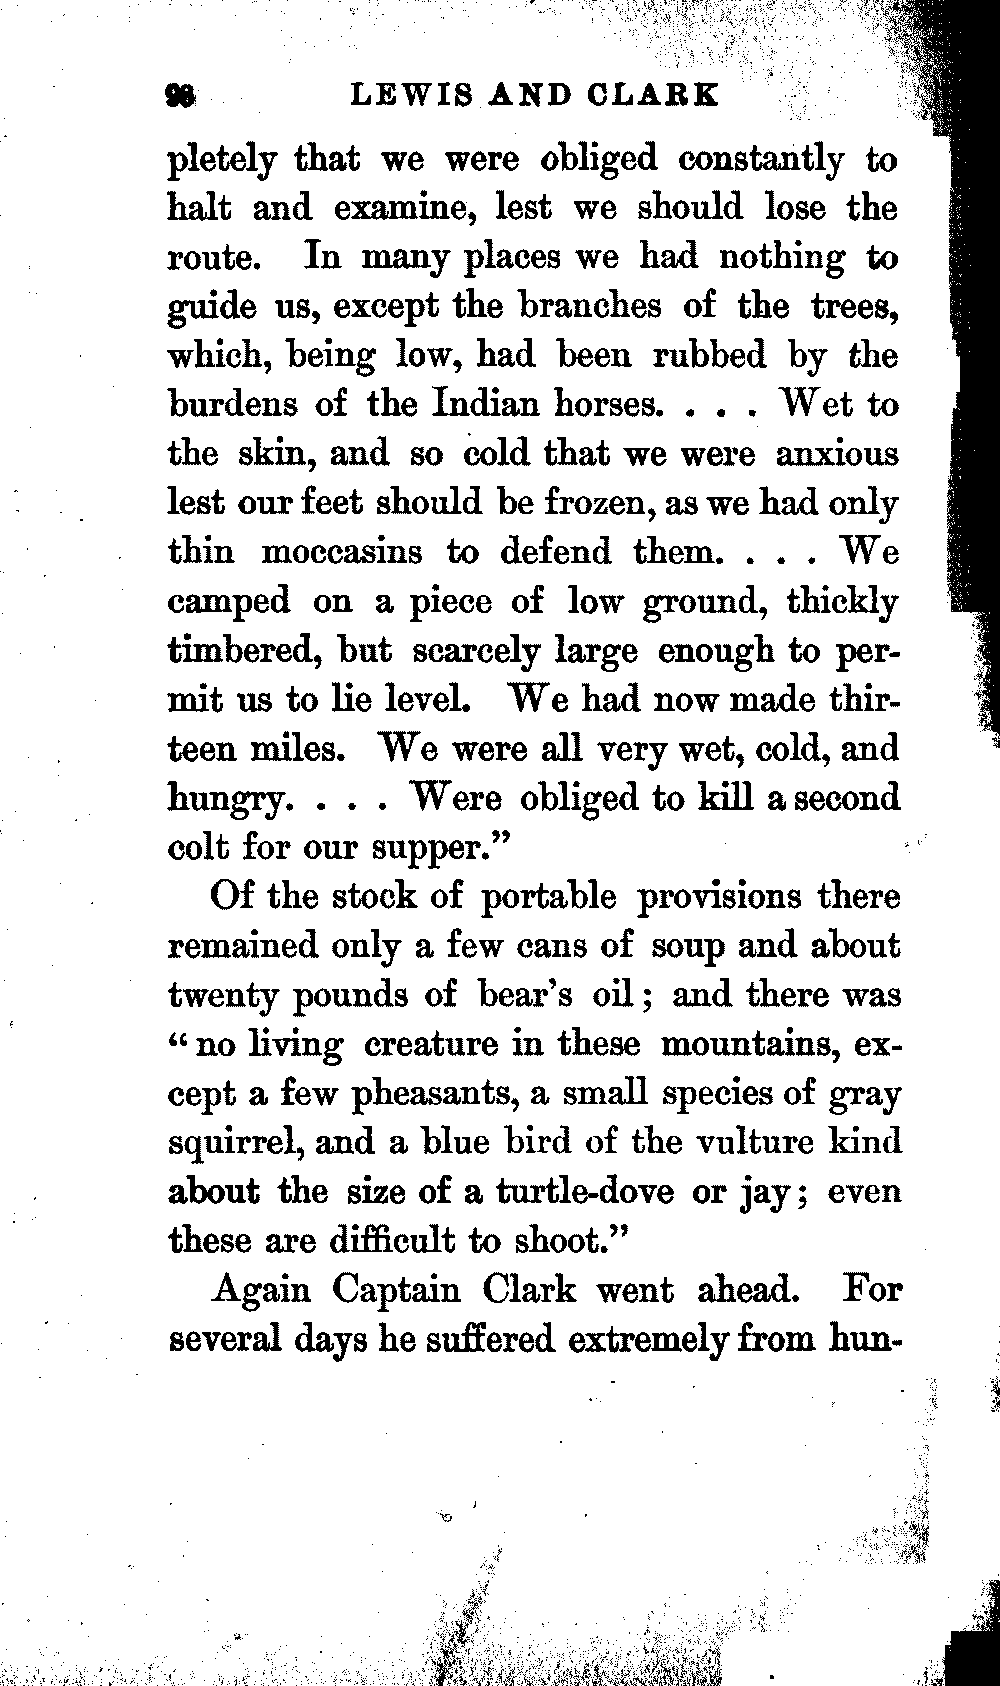 LEWIS AND CLARK
pletely that we were obliged constantly to
halt and examine, lest we should lose the
route. In many places we had nothing to
guide us, except the branches of the trees,
which, being low, had been rubbed by the
burdens of the Indian horses. . . . Wet to
the skin, and so cold that we were anxious
lest our feet should be frozen, as we had only
thin moccasins to defend them. . . . We
camped on a piece of low ground, thickly
timbered, but scarcely large enough to per-
mit us to lie level. We had now made thir-
teen miles. We were all very wet, cold, and
hungry. . . . Were obliged to kill a second
colt for our supper.”
Of the stock of portable provisions there
remained only a few cans of soup and about
twenty pounds of bear’s oil; and there was
“no living creature in these mountains, ex-
cept a few pheasants, a small species of gray
squirrel, and a blue bird of the vulture kind
about the size of a turtle-dove or jay; even
these are difficult to shoot.”
Again Captain Clark went ahead. For
several days he suffered extremely from hun-